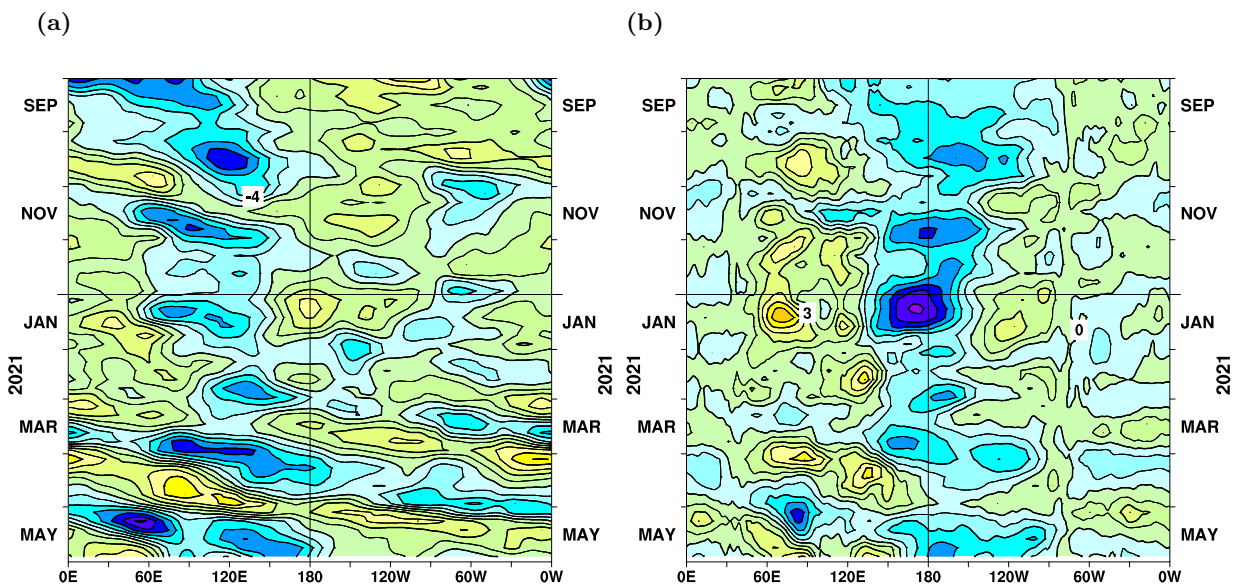 (a) (b)
SEP SEP SEP SEP
-4
NOV NOV NOV NOV
3
JAN JAN JAN 0 JAN
2021 2021 2021 2021
MAR MAR MAR MAR
MAY MAY MAY MAY
0E 60E 120E 180 120W 60W 0W 0E 60E 120E 180 120W 60W 0W